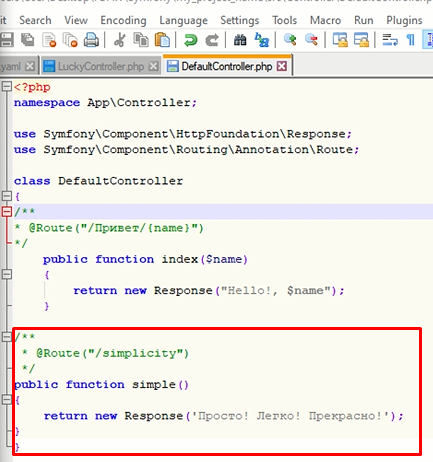 it Search View Encoding Language Settings Tools Macro Run Plugins
.yaml LuckyController.php DefaultController.php
<?php
namespace App\Controller;
use Symfony\Component\HttpFoundation\Response;
use Symfony\Component\Routing\Annotation\Route;
class DefaultController
{
/**
* @Route("/Привет/{name}")
*/
public function index($name)
{
return new Response("Hello!, $name");
}
/**
* @Route("/simplicity")
*/
public function simple()
{
return new Response('Просто! Легко! Прекрасно!');
}
}